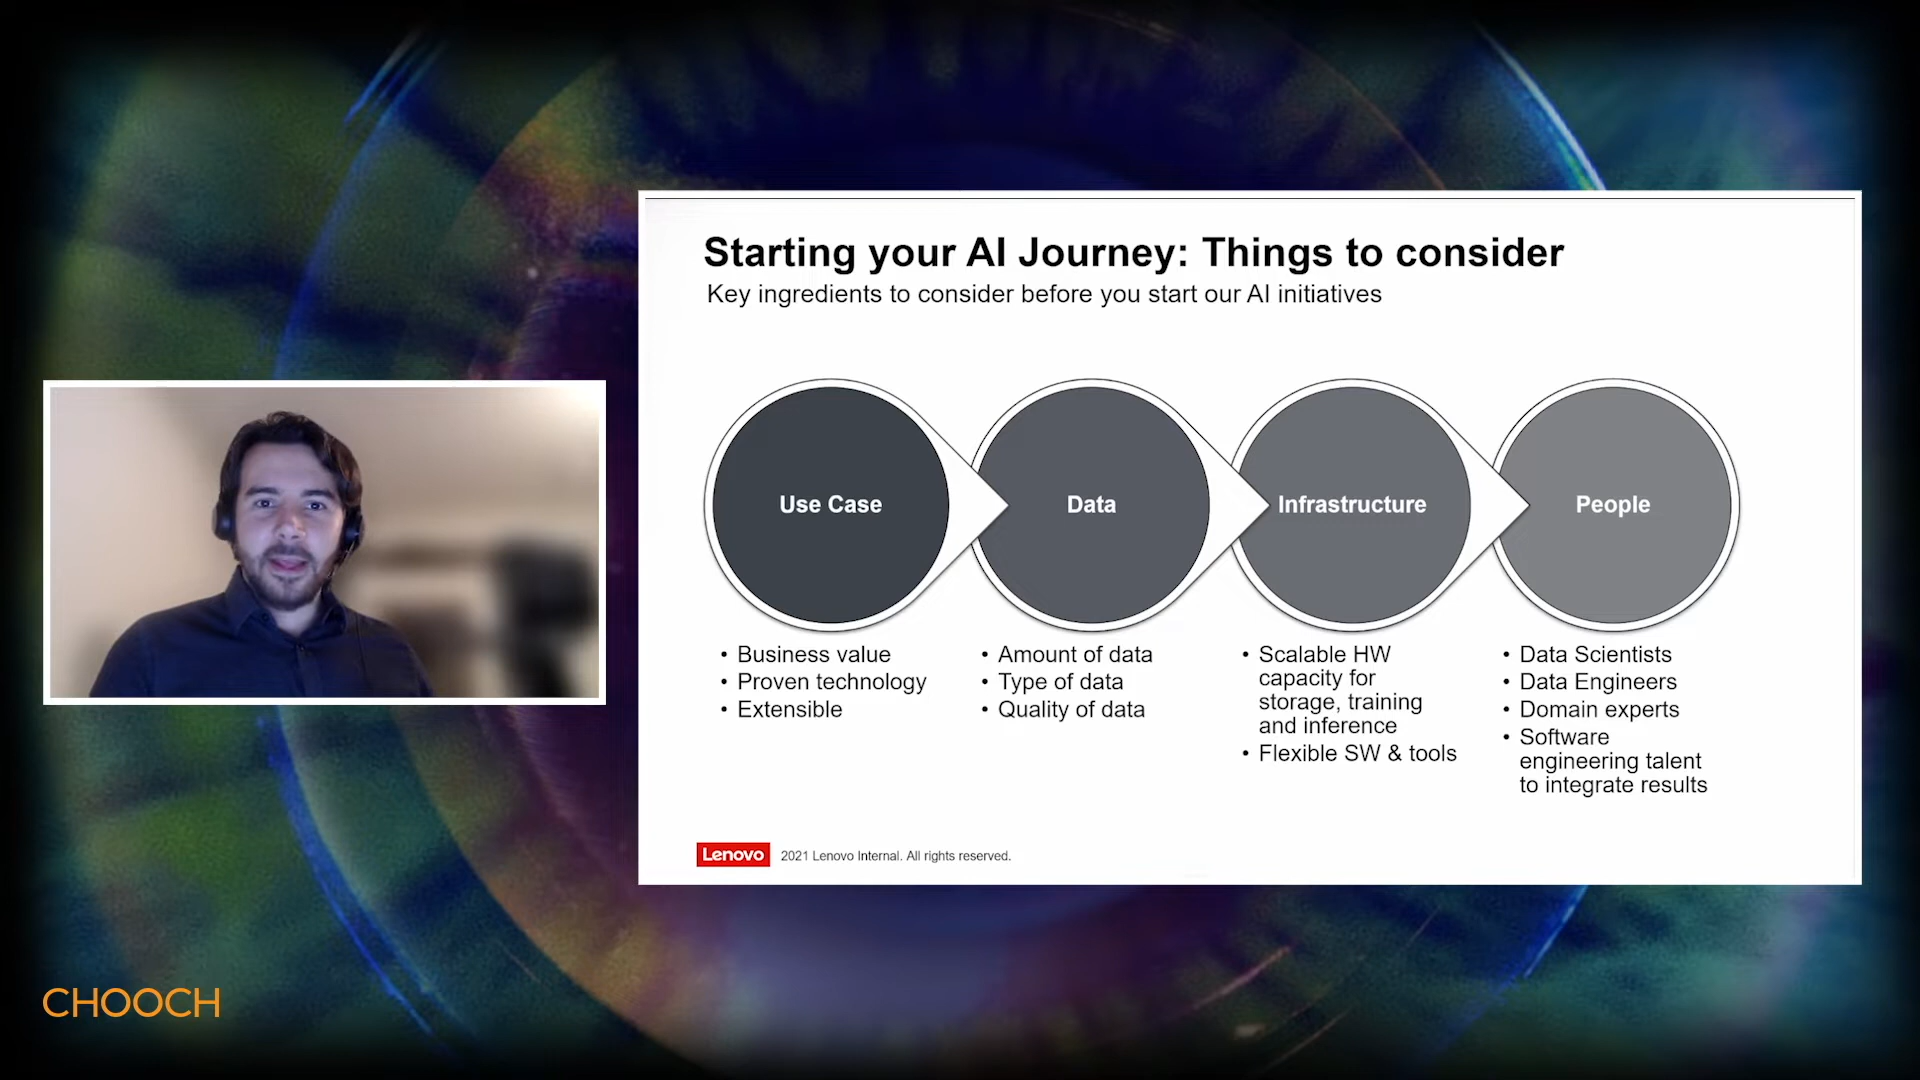 Starting your AI Journey: Things to consider
Key ingredients to consider before you start our AI initiatives
Use Case
Data
Infrastructure
People
• Business value
• Proven technology
• Extensible
• Amount of data
• Type of data
• Quality of data
• Scalable HW
capacity for
storage, training
and inference
• Flexible SW & tools
• Data Scientists
• Data Engineers
• Domain experts
• Software
engineering talent
to integrate results
Lenovo 2021 Lenovo Internal. All rights reserved.
CHOOCH